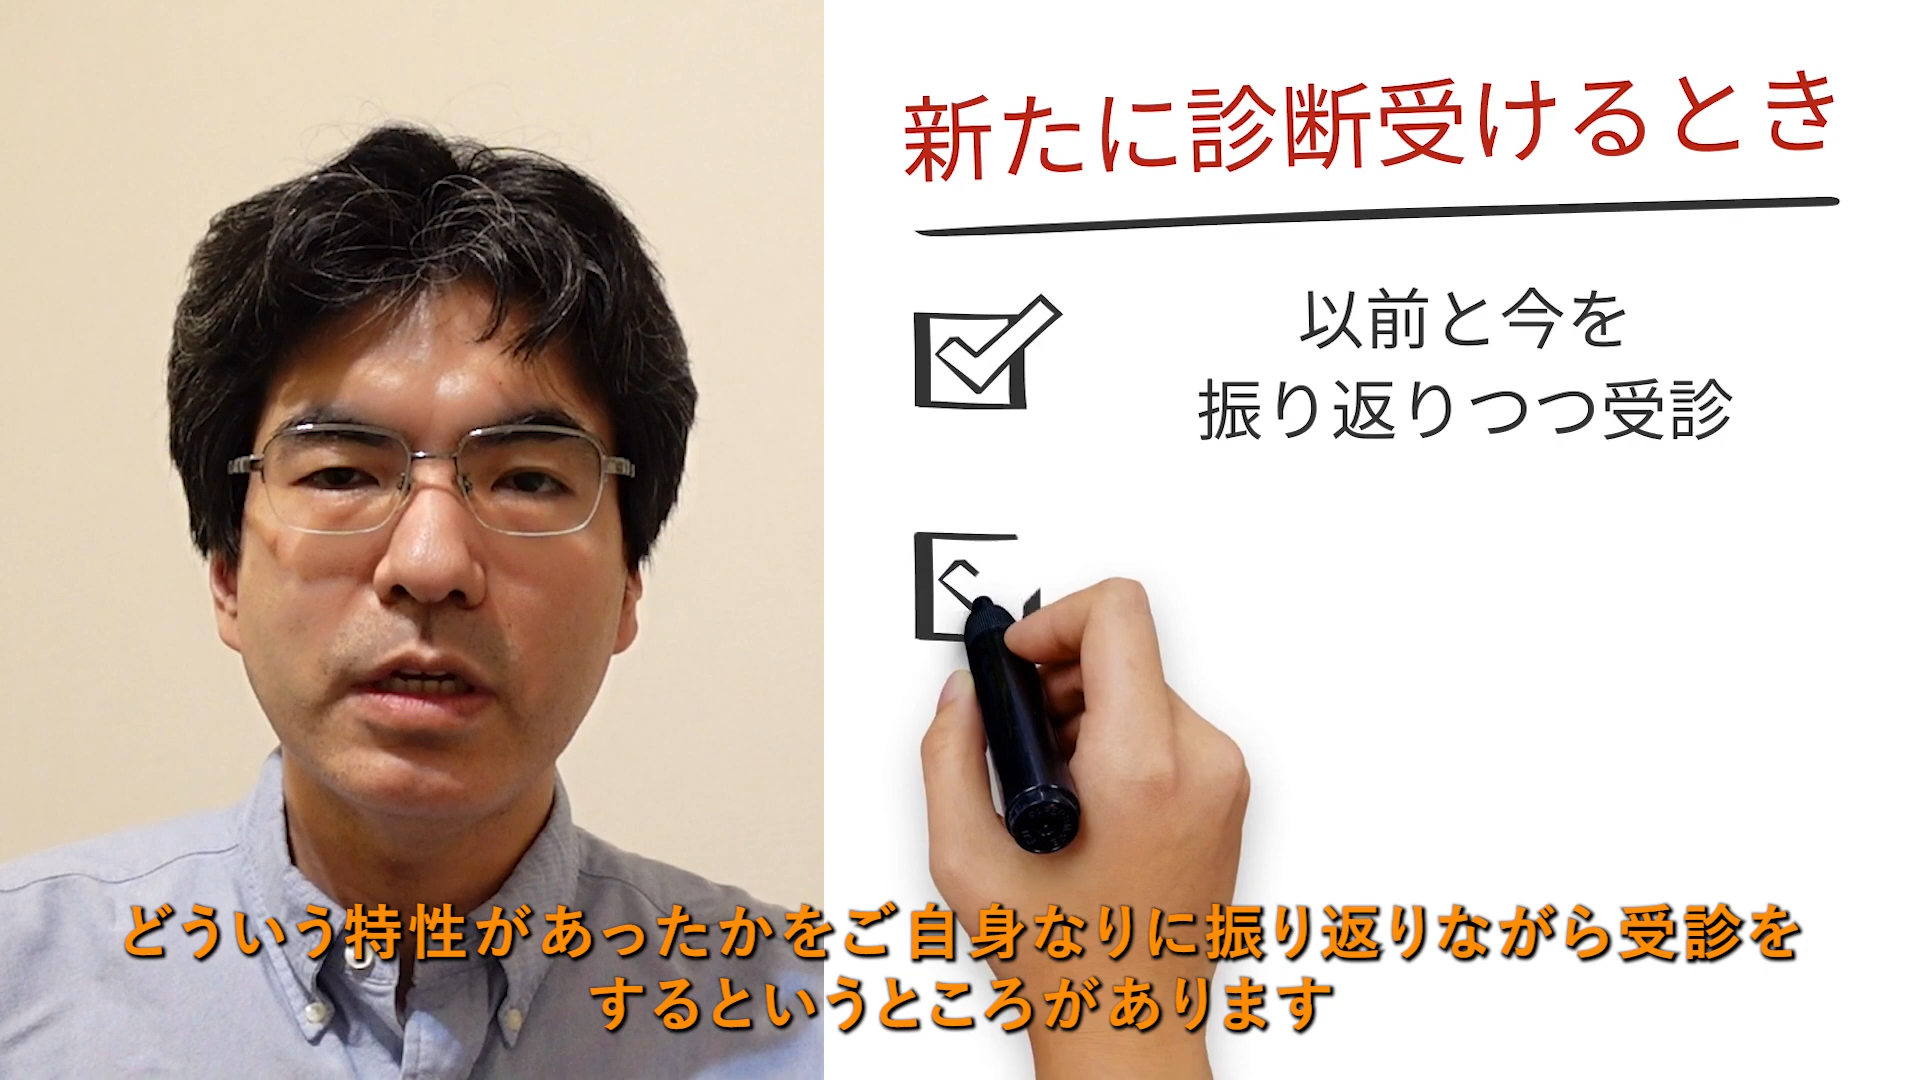 新たに診断受けるとき
以前と今を
振り返りつつ受診
どういう特性があったかをご自身なりに振り返りながら受診を
するというところがあります